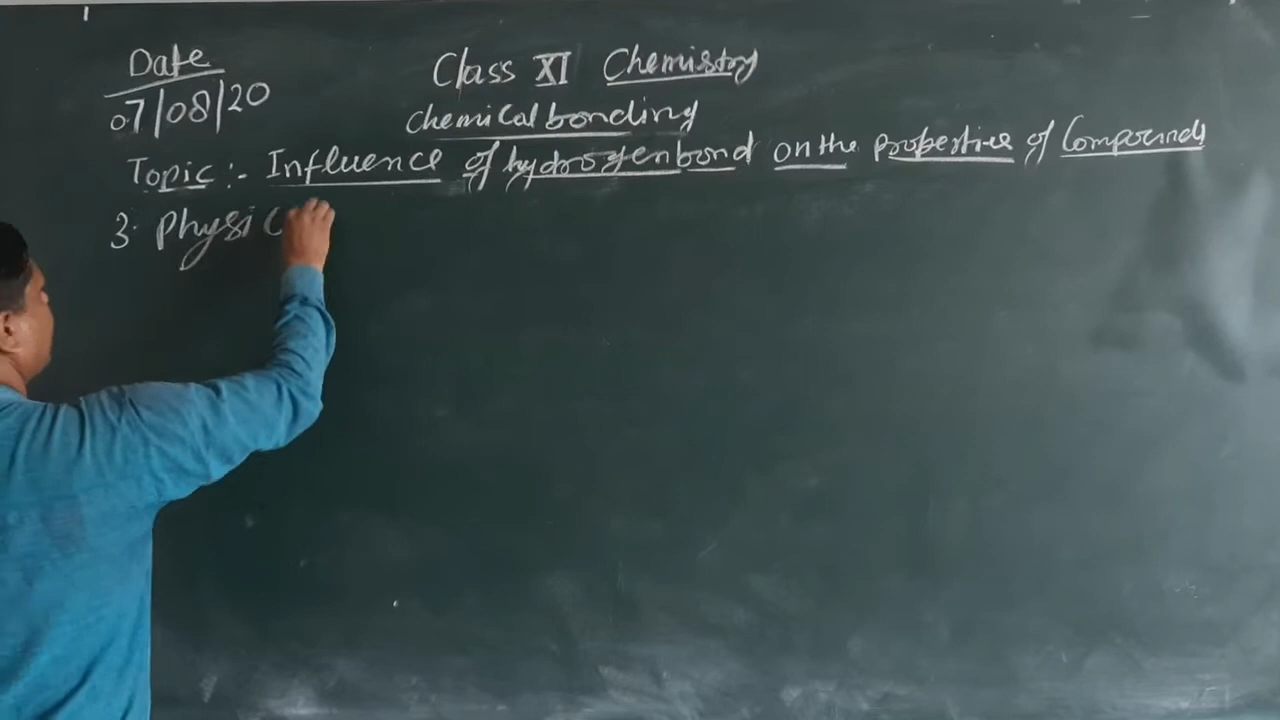 Date
07/08/20
Class XI Chemistry
chemical bonding
Topic :- Influence of hydrogen bond on the properties of Compounds
3. Physic